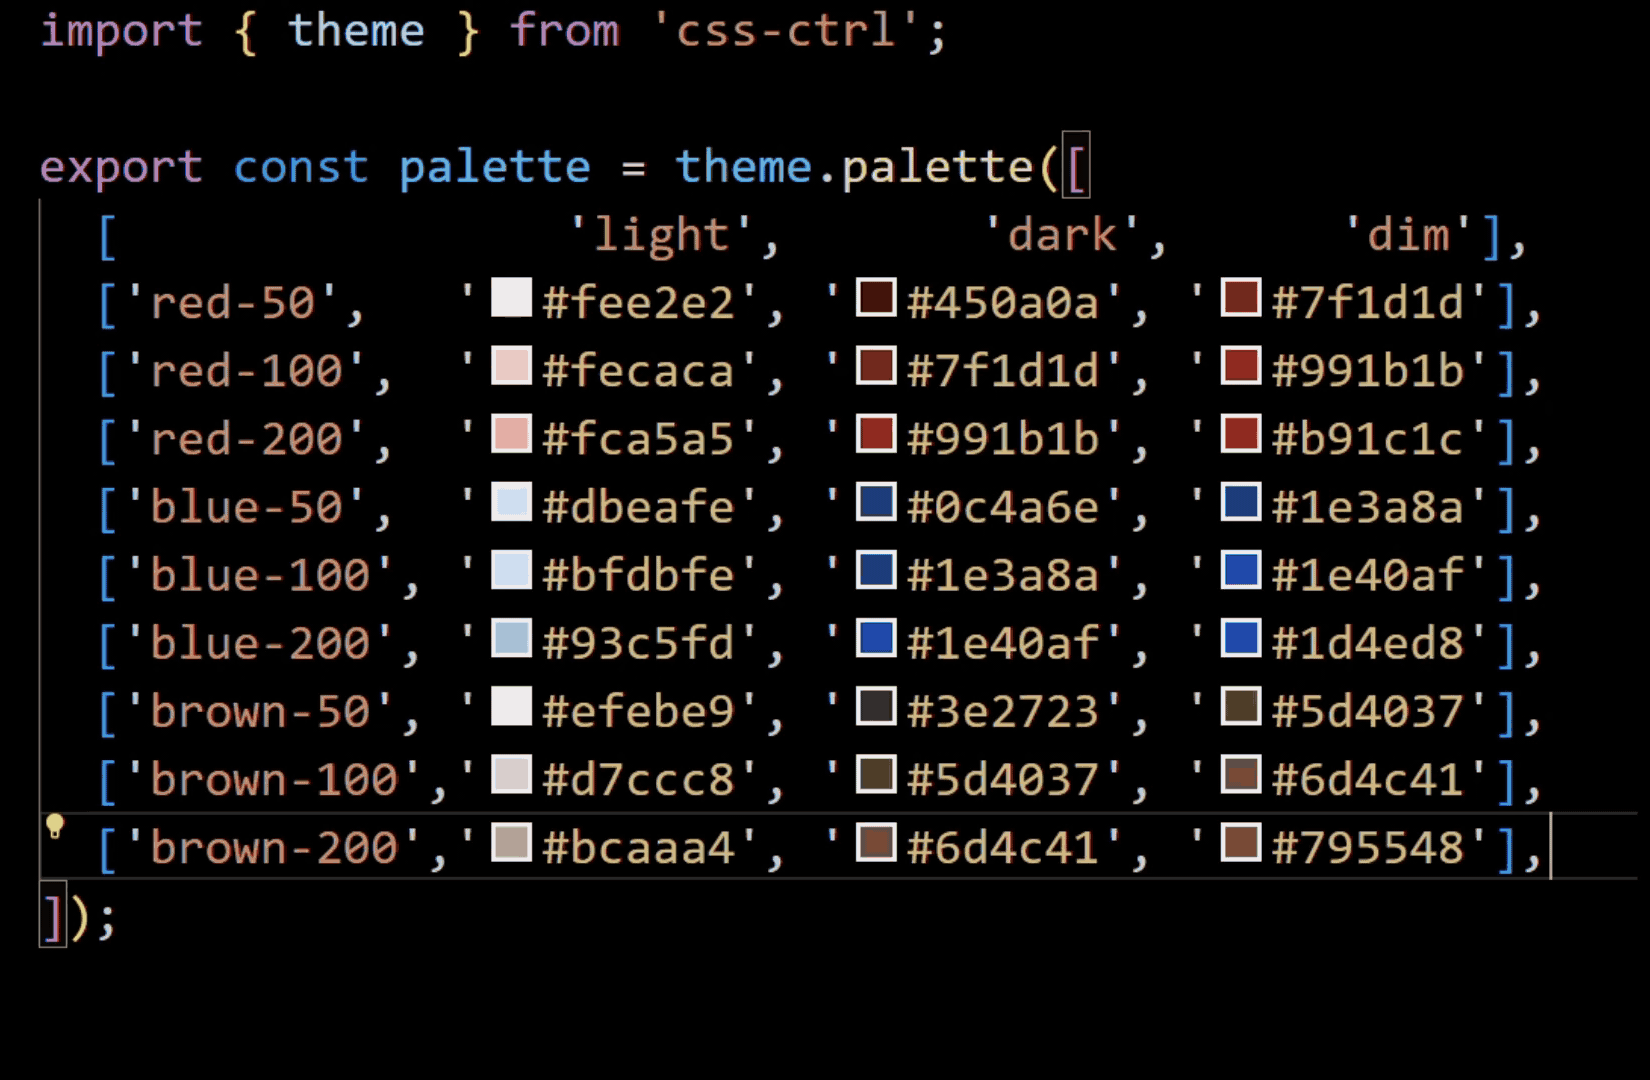 import { theme } from 'css-ctrl';
export const palette = theme.palette([
[ 'light', 'dark', 'dim'],
['red-50', '#fee2e2', '#450a0a', '#7f1d1d'],
['red-100', '#fecaca', '#7f1d1d', '#991b1b'],
['red-200', '#fca5a5', '#991b1b', '#b91c1c'],
['blue-50', '#dbeafe', '#0c4a6e', '#1e3a8a'],
['blue-100', '#bfdbfe', '#1e3a8a', '#1e40af'],
['blue-200', '#93c5fd', '#1e40af', '#1d4ed8'],
['brown-50', '#efebe9', '#3e2723', '#5d4037'],
['brown-100','#d7ccc8', '#5d4037', '#6d4c41'],
['brown-200','#bcaaa4', '#6d4c41', '#795548'],
]);